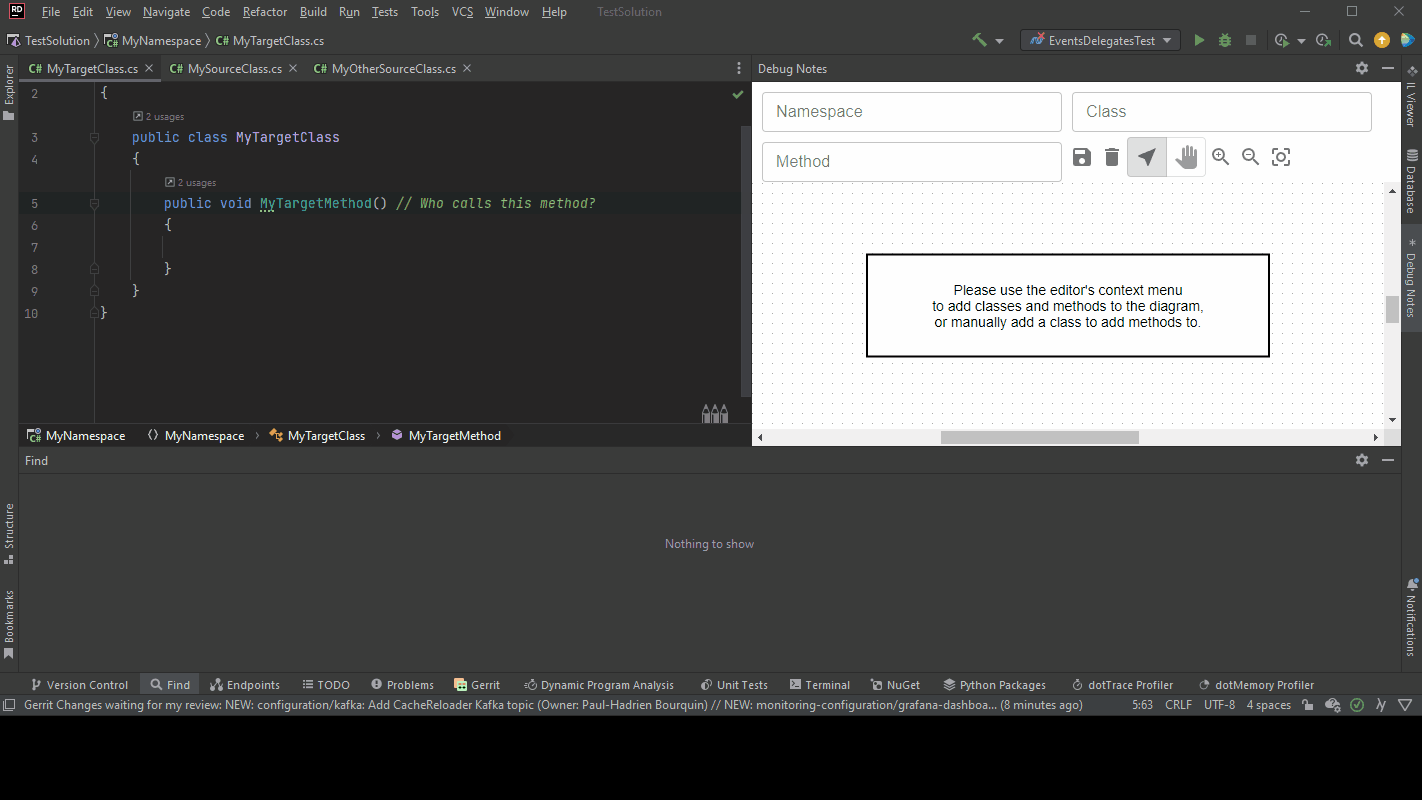 RD File Edit View Navigate Code Refactor Build Run Tests Tools VCS Window Help TestSolution
TestSolution MyNamespace C# MyTargetClass.cs EventsDelegatesTest
C# MyTargetClass.cs C# MySourceClass.cs C# MyOtherSourceClass.cs Debug Notes
Explorer
2 {
2 usages
3 public class MyTargetClass
4 {
2 usages
5 public void MyTargetMethod() // Who calls this method?
6 {
7
8 }
9 }
10 }
MyNamespace MyNamespace MyTargetClass MyTargetMethod
Namespace Class
Method
Please use the editor's context menu
to add classes and methods to the diagram,
or manually add a class to add methods to.
IL Viewer
Database
Debug Notes
Notifications
Find
Nothing to show
Structure
Bookmarks
Version Control Find Endpoints TODO Problems Gerrit Dynamic Program Analysis Unit Tests Terminal NuGet Python Packages dotTrace Profiler dotMemory Profiler
Gerrit Changes waiting for my review: NEW: configuration/kafka: Add CacheReloader Kafka topic (Owner: Paul-Hadrien Bourquin) // NEW: monitoring-configuration/grafana-dashboa... (8 minutes ago) 5:63 CRLF UTF-8 4 spaces